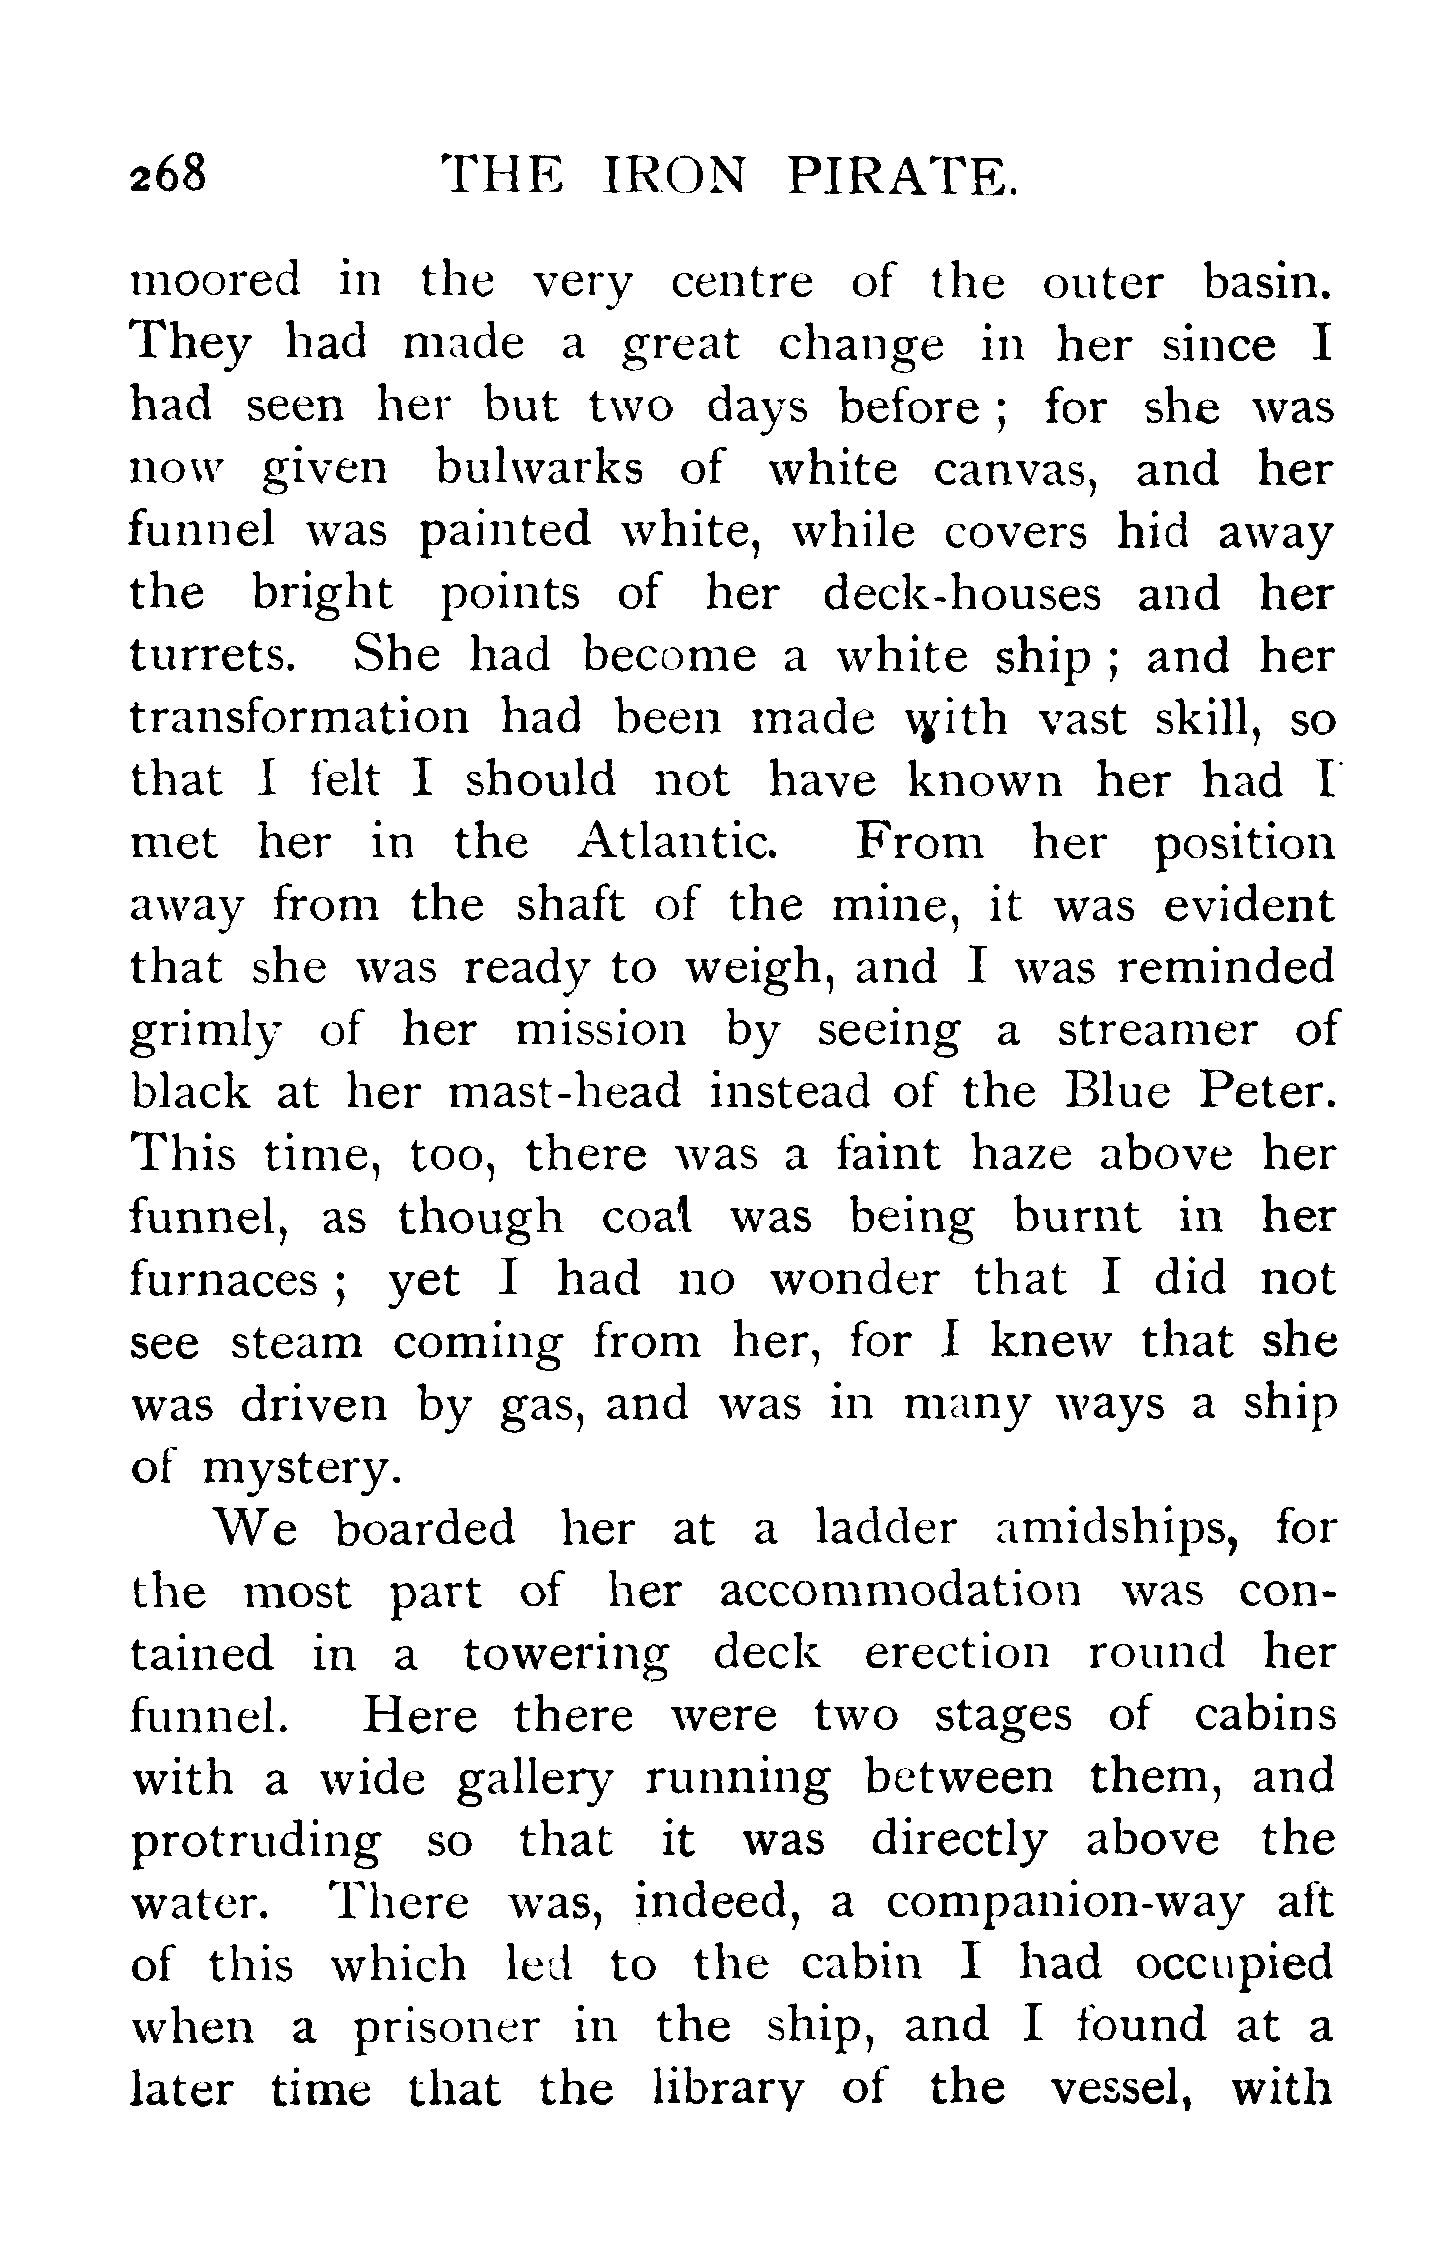 268 THE IRON PIRATE.
moored in the very centre of the outer basin.
They had made a great change in her since I
had seen her but two days before ; for she was
now given bulwarks of white canvas, and her
funnel was painted white, while covers hid away
the bright points of her deck-houses and her
turrets. She had become a white ship ; and her
transformation had been made with vast skill, so
that I felt I should not have known her had I
met her in the Atlantic. From her position
away from the shaft of the mine, it was evident
that she was ready to weigh, and I was reminded
grimly of her mission by seeing a streamer of
black at her mast-head instead of the Blue Peter.
This time, too, there was a faint haze above her
funnel, as though coal was being burnt in her
furnaces ; yet I had no wonder that I did not
see steam coming from her, for I knew that she
was driven by gas, and was in many ways a ship
of mystery.
We boarded her at a ladder amidships, for
the most part of her accommodation was con-
tained in a towering deck erection round her
funnel. Here there were two stages of cabins
with a wide gallery running between them, and
protruding so that it was directly above the
water. There was, indeed, a companion-way aft
of this which led to the cabin I had occupied
when a prisoner in the ship, and I found at a
later time that the library of the vessel, with